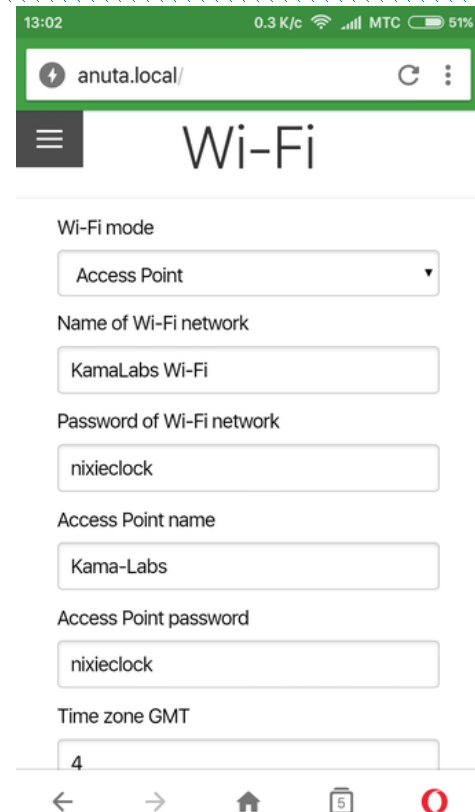 13:02 0.3 K/c MTC 51%
anuta.local/
Wi-Fi
Wi-Fi mode
Access Point
Name of Wi-Fi network
KamaLabs Wi-Fi
Password of Wi-Fi network
nixieclock
Access Point name
Kama-Labs
Access Point password
nixieclock
Time zone GMT
4
5